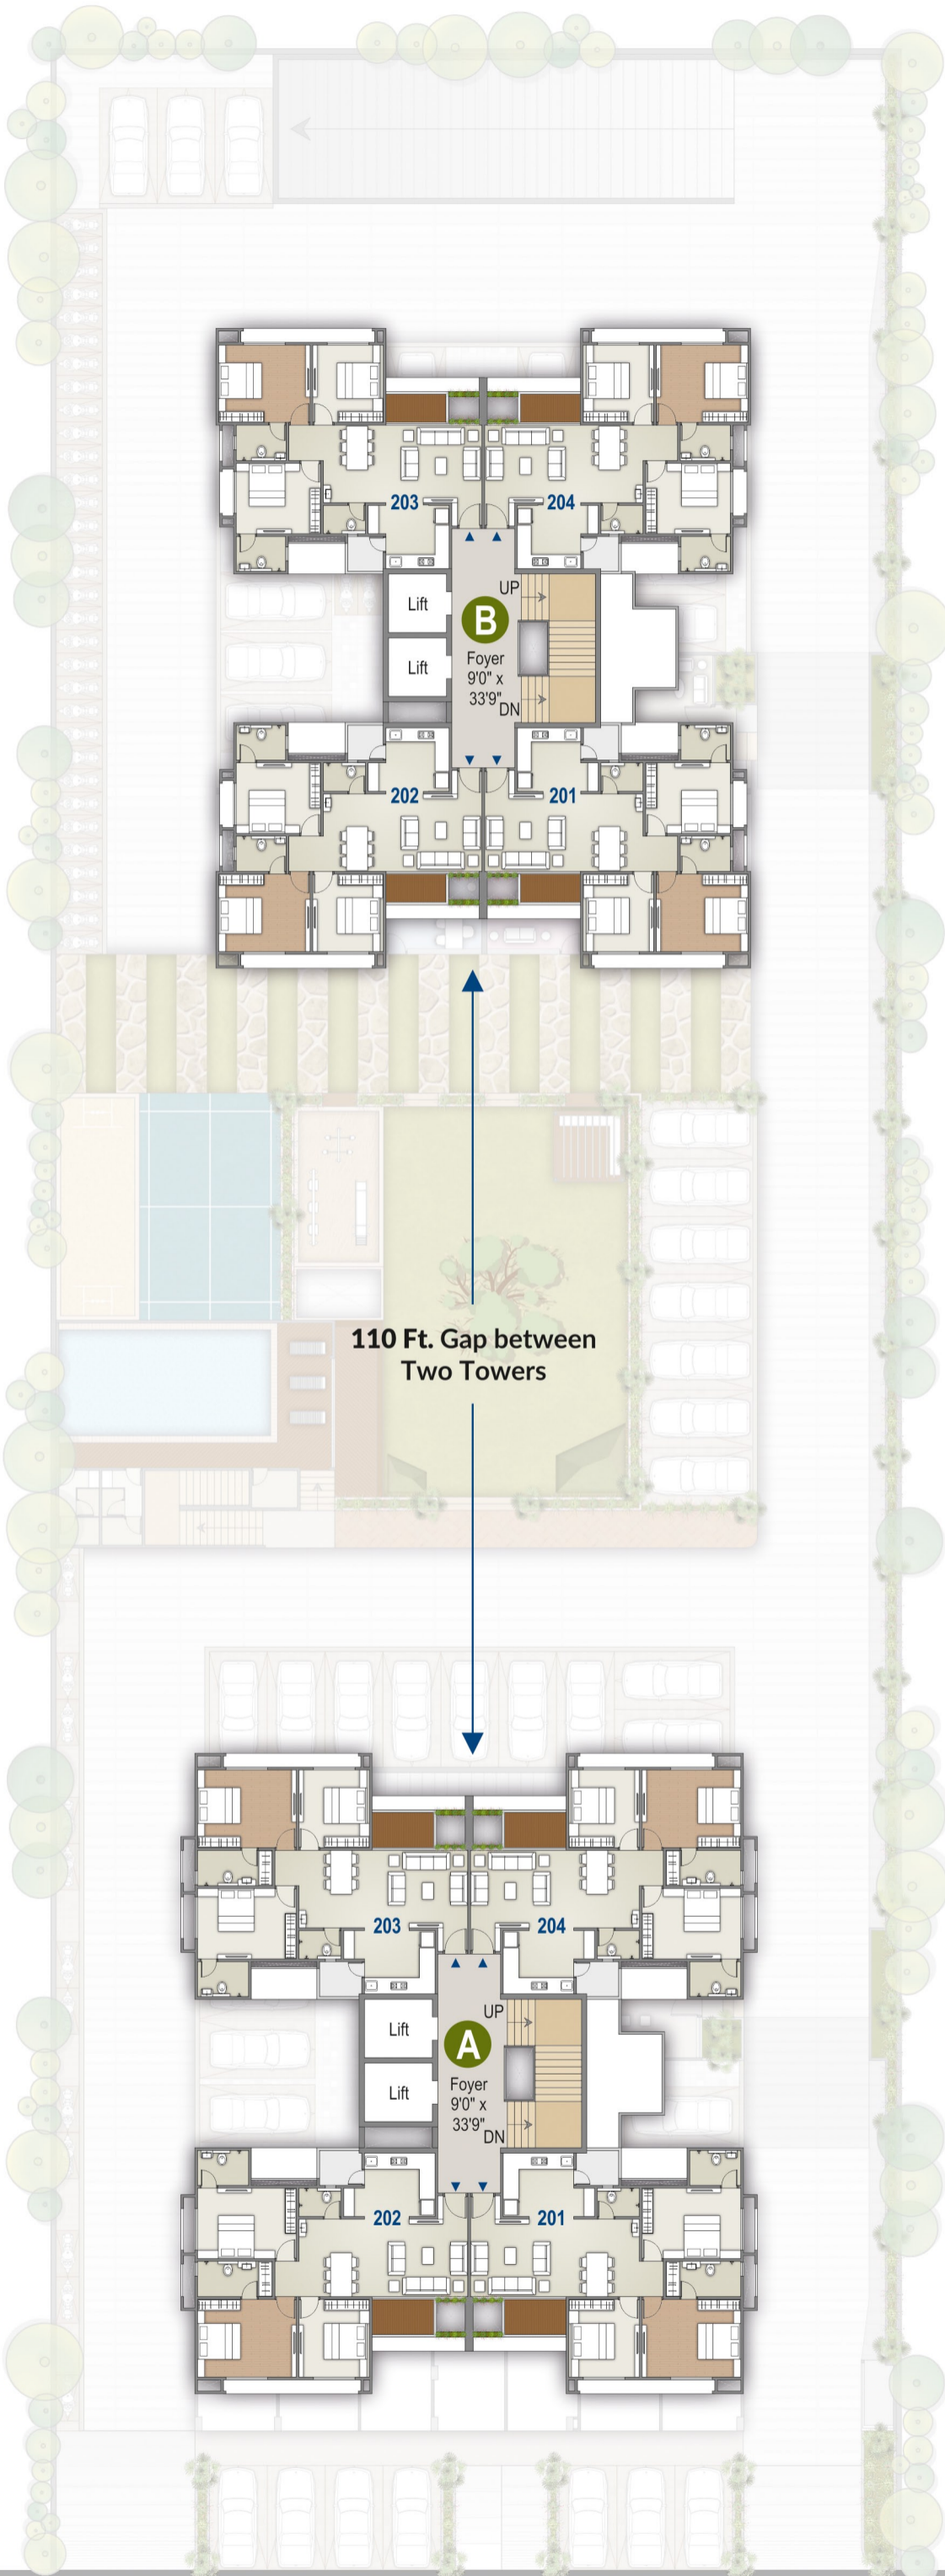 203
204
UP
Lift
B
Foyer
9'0" x
33'9"
Lift
DN
202
201
110 Ft. Gap between
Two Towers
203
204
UP
Lift
A
Foyer
9'0" x
33'9"
Lift
DN
202
201